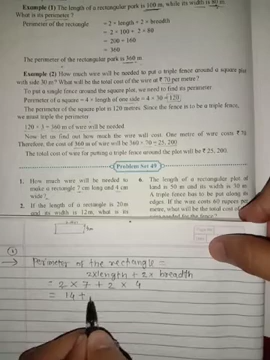 Example (1) The length of a rectangular park is 100 m, while its width is 80 m.
What is its perimeter ?
Perimeter of the rectangle = 2 × length + 2 × breadth
= 2 × 100 + 2 × 80
= 200 + 160
= 360
The perimeter of the rectangular park is 360 m.
Example (2) How much wire will be needed to put a triple fence around a square plot
with side 30 m? What will be the total cost of the wire at ₹ 70 per metre ?
To put a single fence around the square, we need to find its perimeter.
Perimeter of a square = 4 × length of one side = 4 × 30 = 120
The perimeter of the square plot is 120 metres. Since the fence is to be a triple fence,
we must triple the perimeter
120 × 3 = 360 m of wire will be needed.
Now let us find out how much the wire will cost. One metre of wire costs ₹ 70
Therefore, the cost of 360 m of wire will be 360 × 70 = 25, 200
The total cost of wire for putting a triple fence around the plot will be ₹ 25, 200.
Problem Set 49
1. How much wire will be needed to
make a rectangle 7 cm long and 4 cm
wide ?
2. If the length of a rectangle is 20 m
and its width is 12 m, what is its
6. The length of a rectangular plot of
land is 50 m and its width is 30 m.
A triple fence has to be put along its
edges. If the wire costs 60 rupees per
metre, what will be the total cost of
1
→ Perimeter of the rectangle =
2×length + 2× breadth
= 2 × 7 + 2 × 4
= 14 +